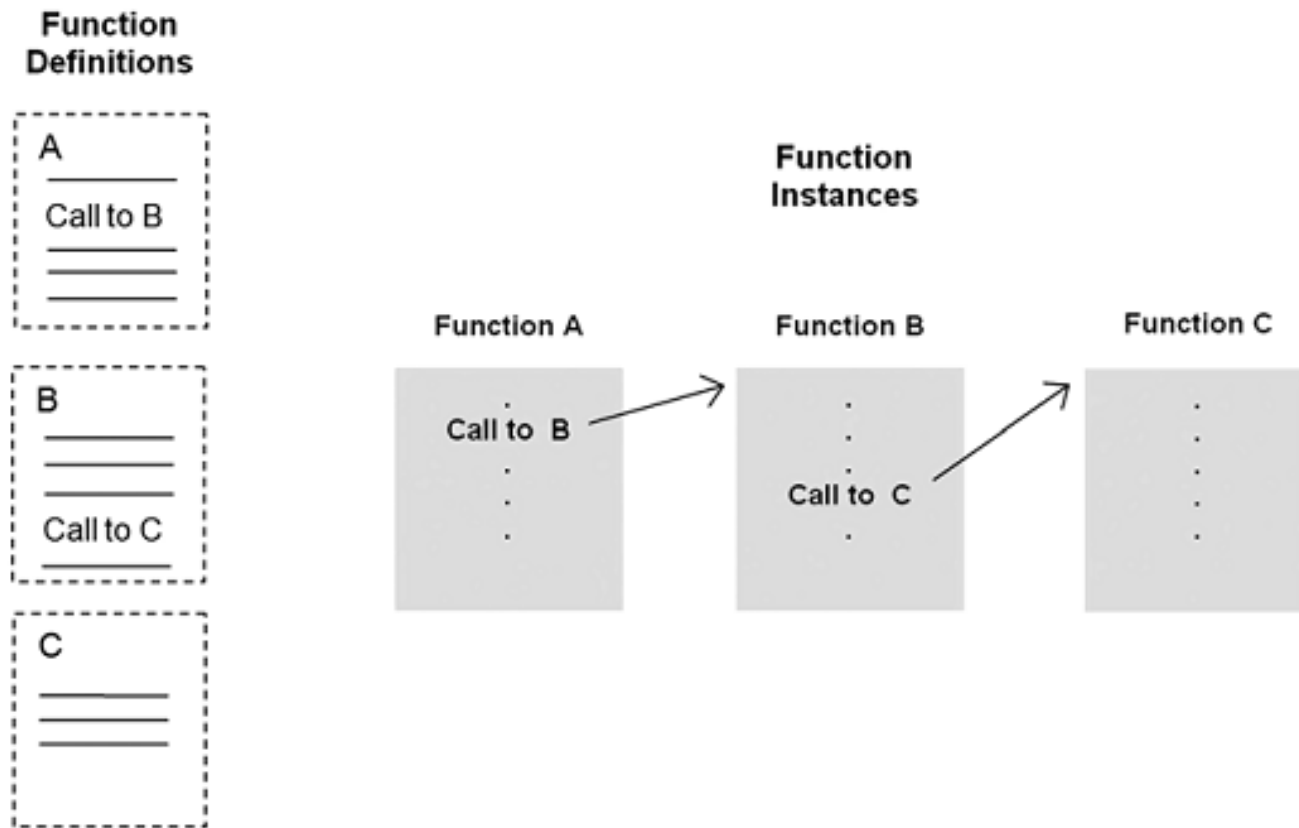 Function
Definitions
A
Call to B
B
Call to C
C
Function
Instances
Function A
Function B
Function C
Call to B
Call to C